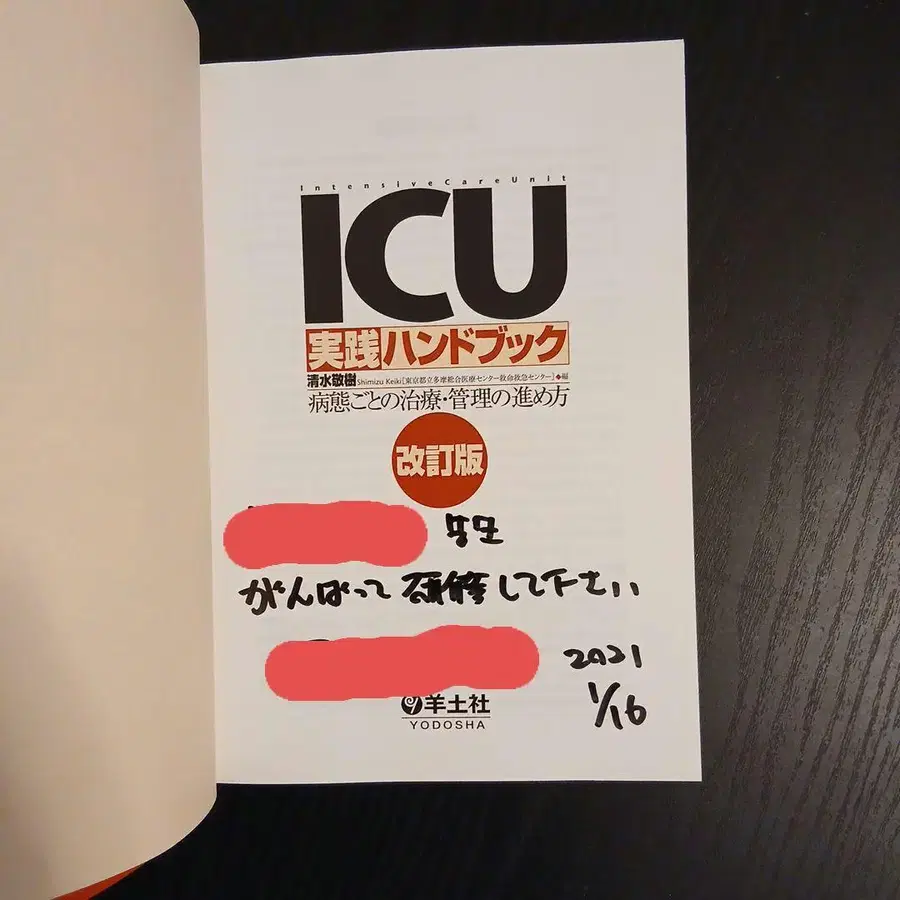 IntensiveCareUnit
ICU
実践ハンドブック
清水敬樹 Shimizu Keiki[東京都立多摩総合医療センター救命救急センター]◆編
病態ごとの治療・管理の進め方
改訂版
先生
がんばって研修して下さい
2021
1/16
羊土社
YODOSHA